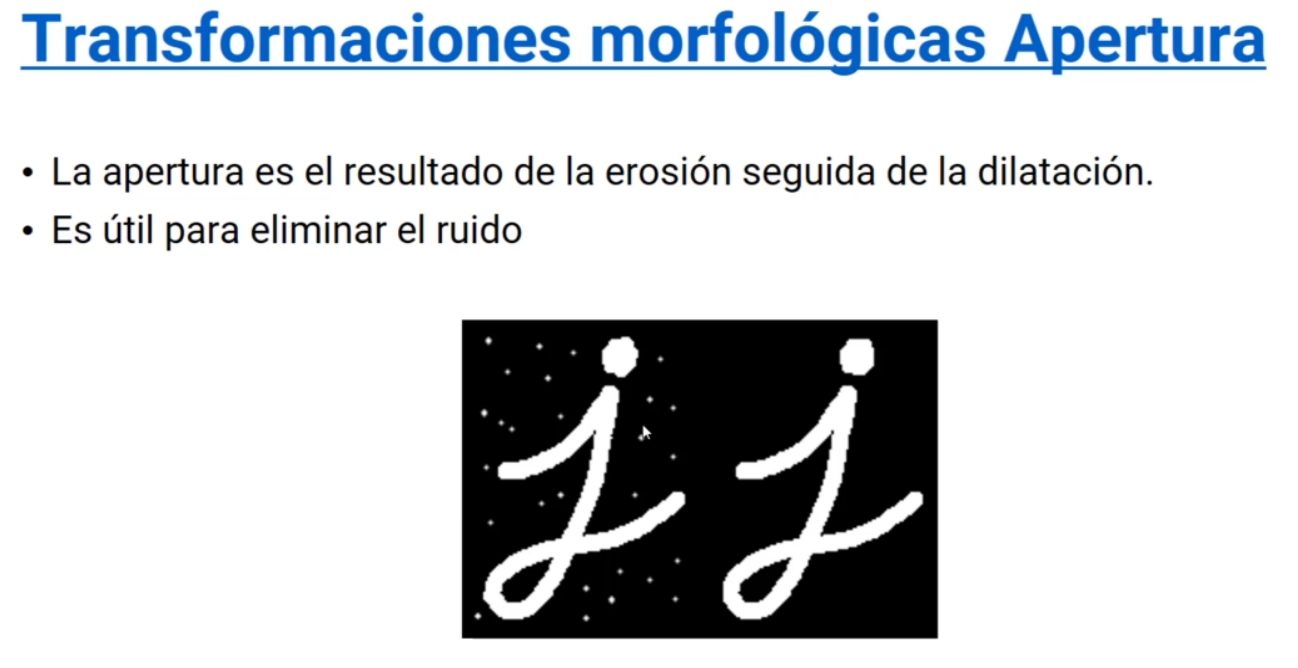 Transformaciones morfológicas Apertura
• La apertura es el resultado de la erosión seguida de la dilatación.
• Es útil para eliminar el ruido
j j